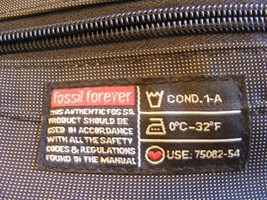 fossil forever
THIS AUTHENTIC FOSSIL
PRODUCT SHOULD BE
USED IN ACCORDANCE
WITH ALL THE SAFETY
CODES & REGULATIONS
FOUND IN THE MANUAL
COND. 1-A
0°C-32°F
USE: 75082-54